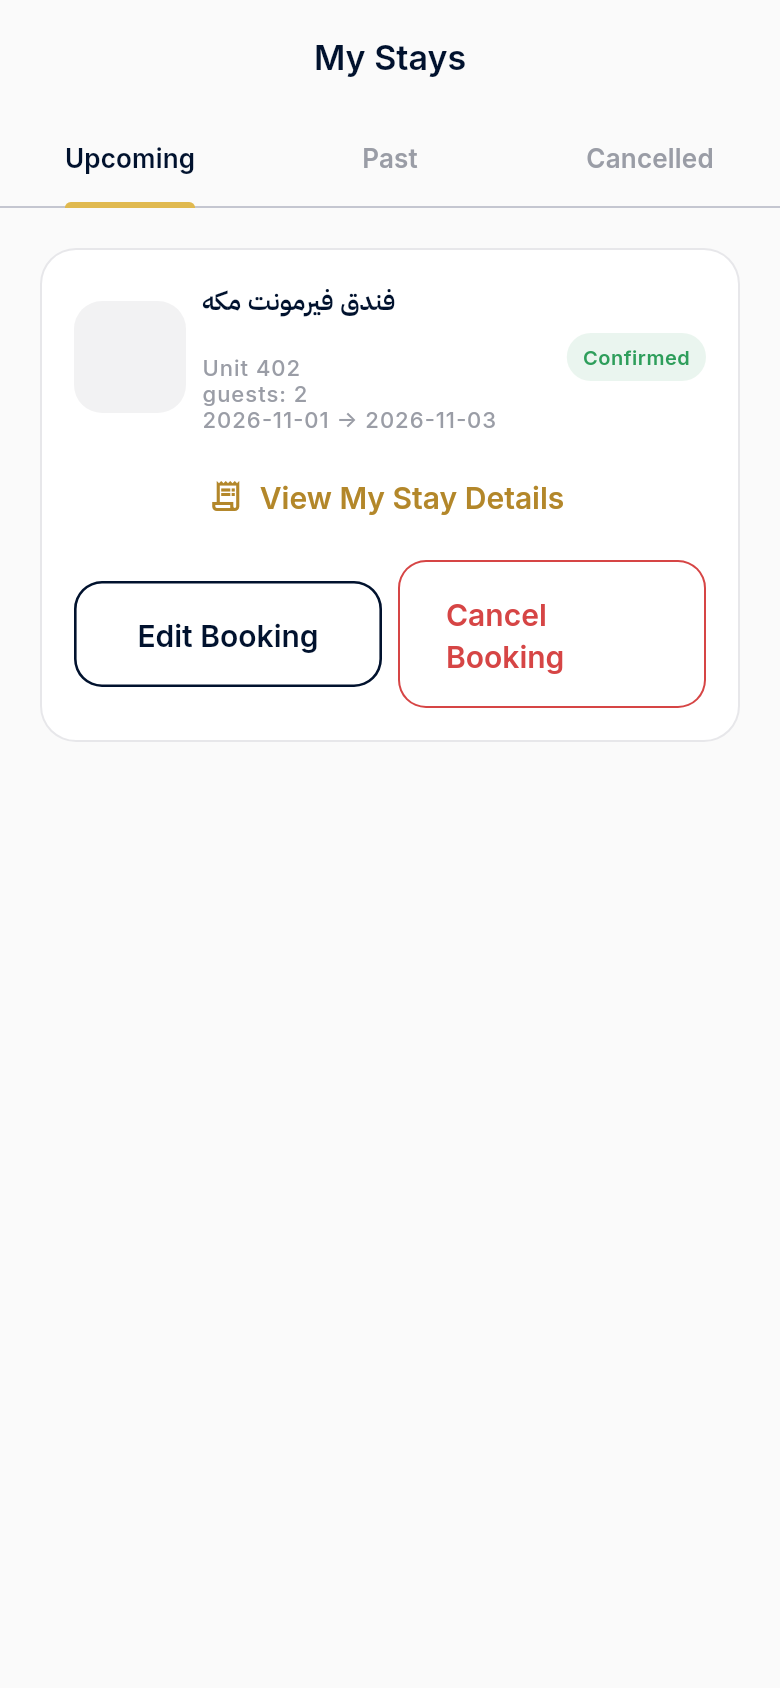 My Stays
Upcoming
Past
Cancelled
فندق فيرمونت مكه
Unit 402
guests: 2
2026-11-01 → 2026-11-03
Confirmed
View My Stay Details
Edit Booking
Cancel
Booking